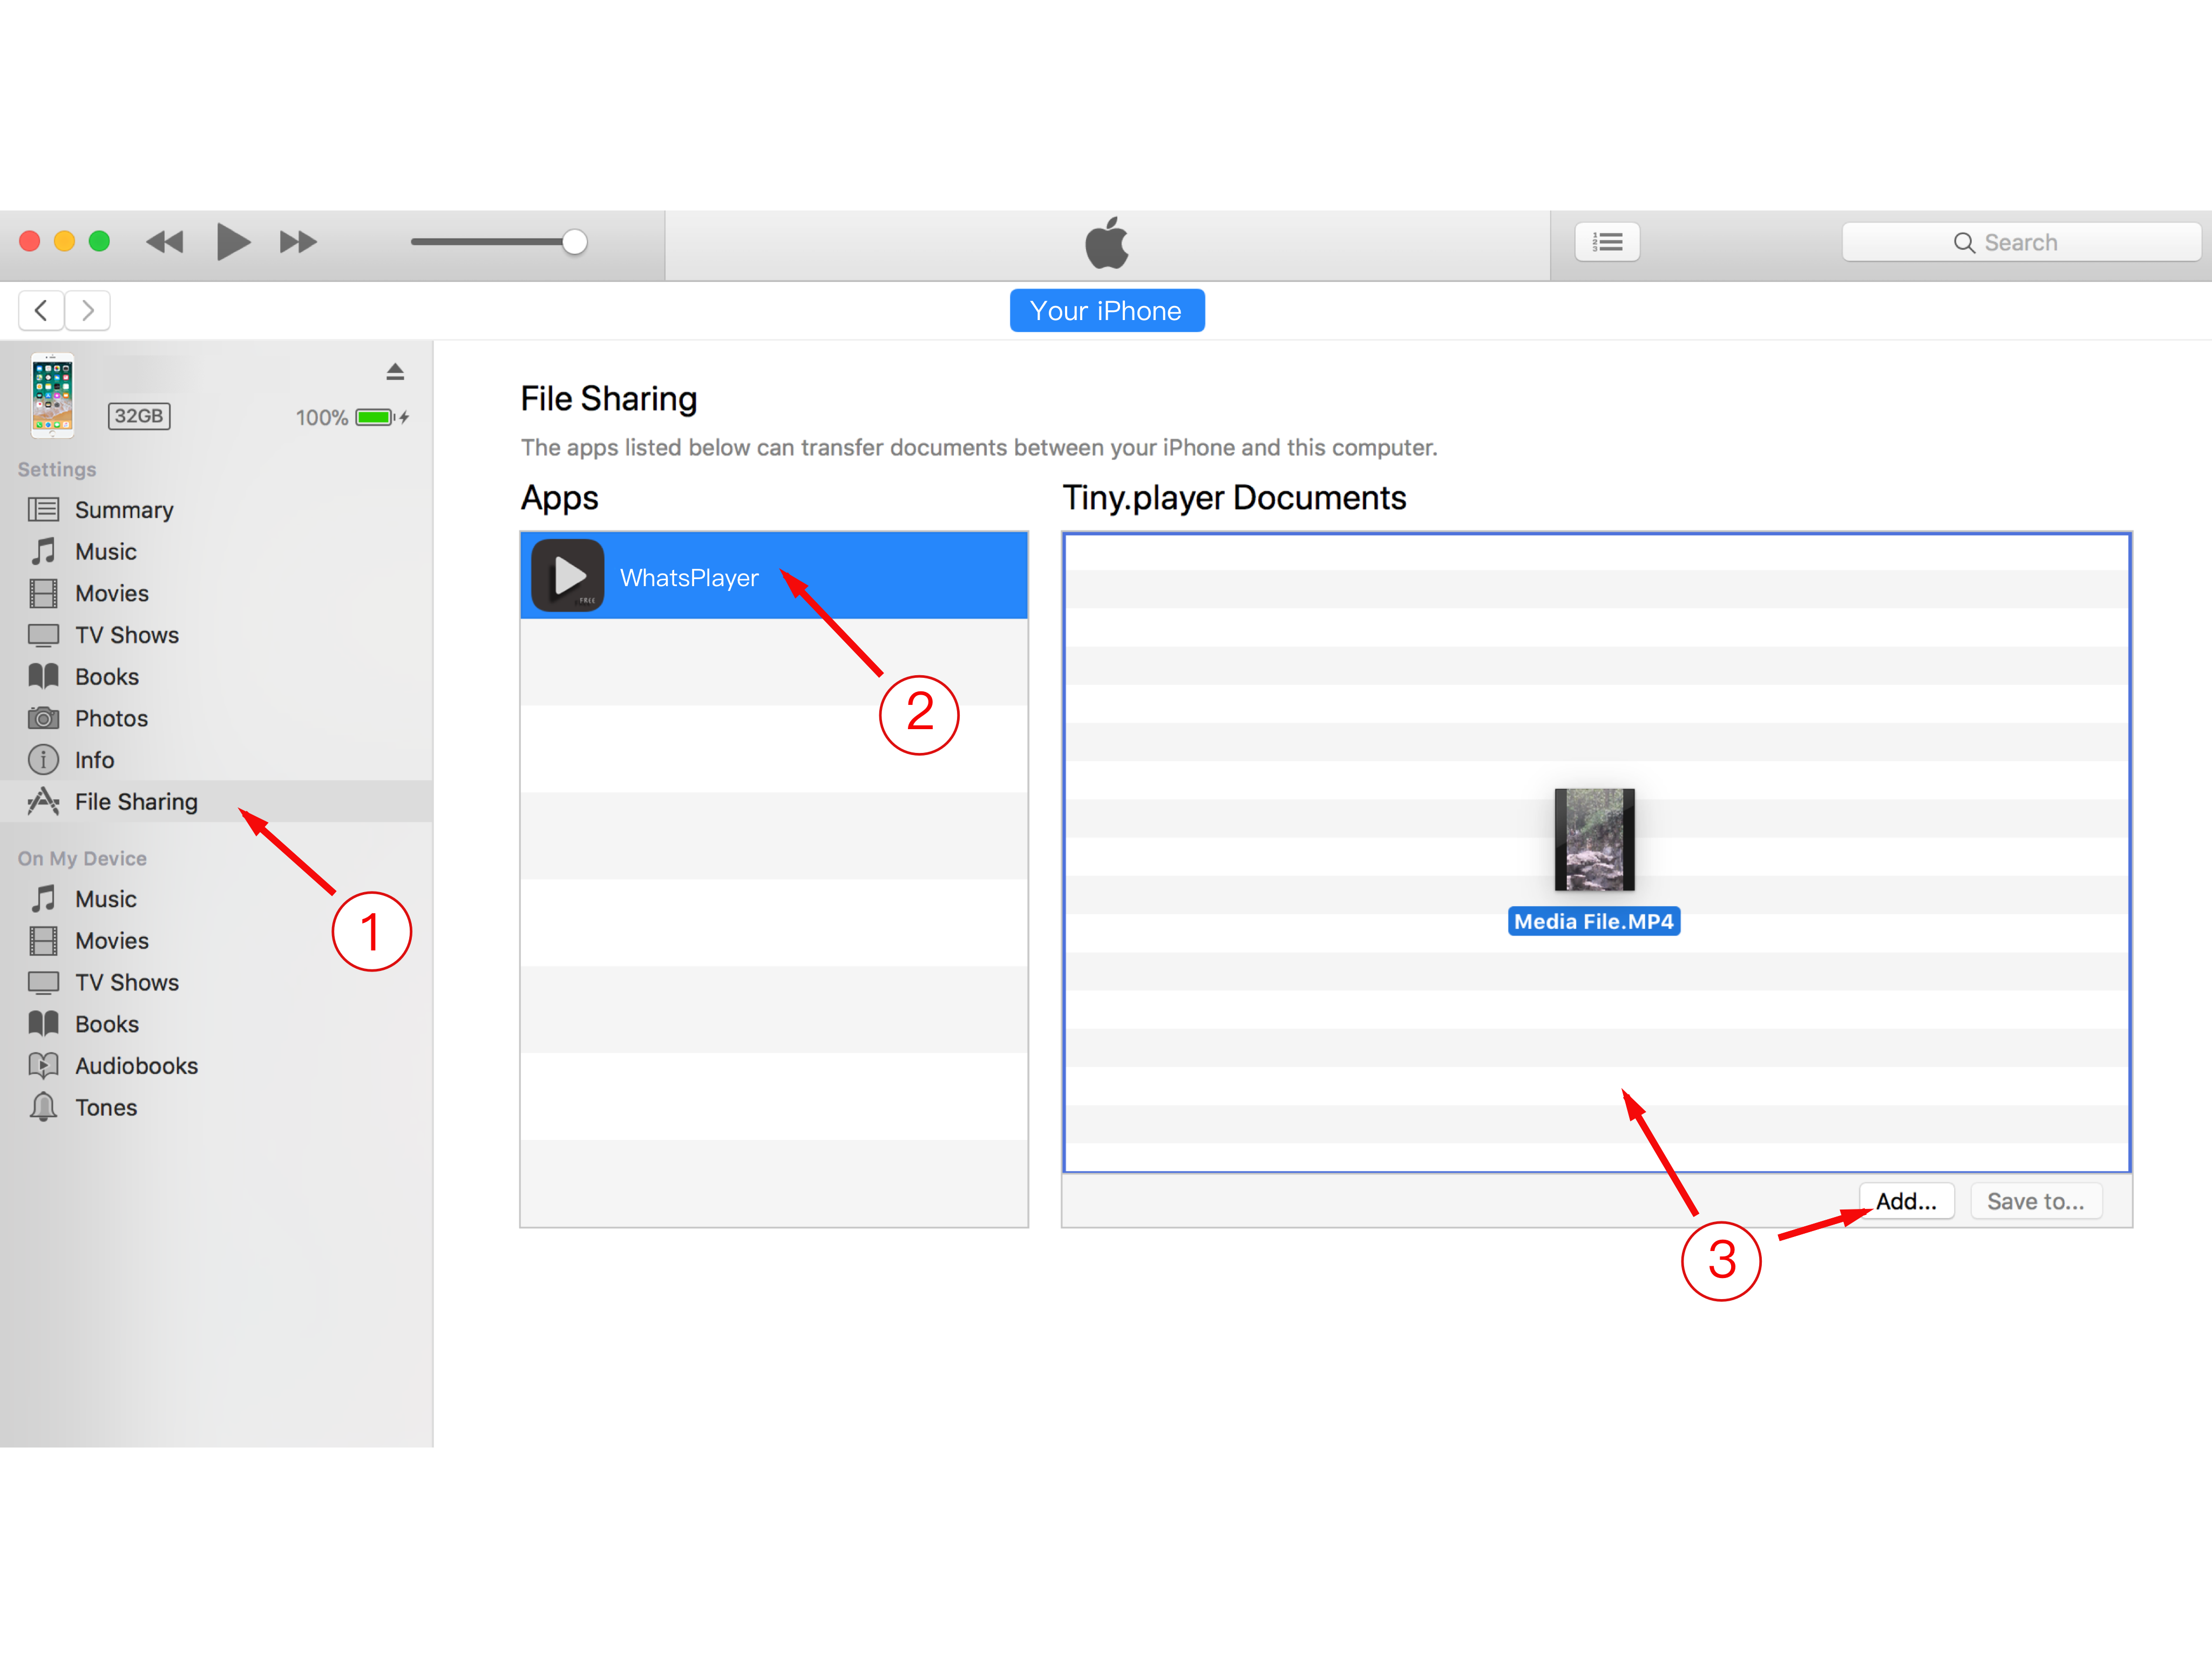 Search
Your iPhone
32GB
100%
Settings
Summary
Music
Movies
TV Shows
Books
Photos
Info
File Sharing
1
On My Device
Music
Movies
TV Shows
Books
Audiobooks
Tones
File Sharing
The apps listed below can transfer documents between your iPhone and this computer.
Apps
FREE
WhatsPlayer
2
Tiny.player Documents
Media File.MP4
Add...
Save to...
3